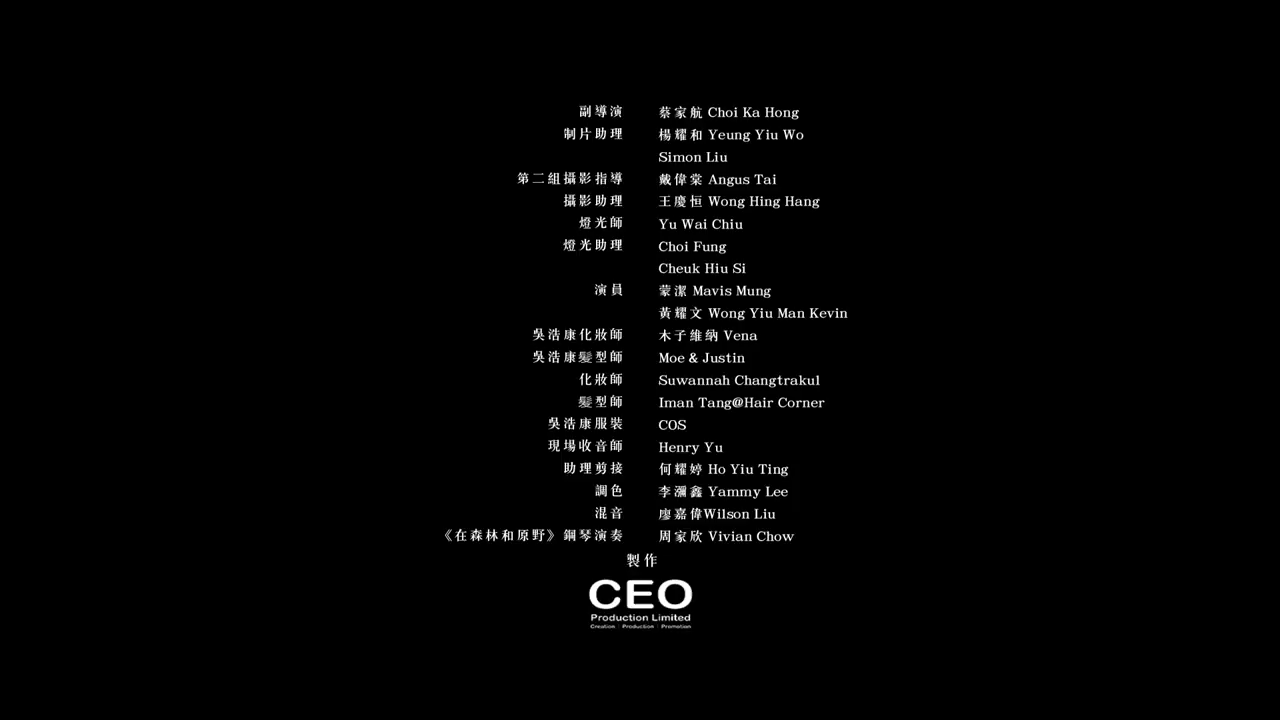 副導演 蔡家航 Choi Ka Hong
制片助理 楊耀和 Yeung Yiu Wo
Simon Liu
第二組攝影指導 戴偉棠 Angus Tai
攝影助理 王慶恒 Wong Hing Hang
燈光師 Yu Wai Chiu
燈光助理 Choi Fung
Cheuk Hiu Si
演員 蒙潔 Mavis Mung
黃耀文 Wong Yiu Man Kevin
吳浩康化妝師 木子維納 Vena
吳浩康髮型師 Moe & Justin
化妝師 Suwannah Changtrakul
髮型師 Iman Tang@Hair Corner
吳浩康服裝 COS
現場收音師 Henry Yu
助理剪接 何耀婷 Ho Yiu Ting
調色 李瀰鑫 Yammy Lee
混音 廖嘉偉Wilson Liu
《在森林和原野》鋼琴演奏 周家欣 Vivian Chow
製作
CEO
Production Limited
Creation Production Promotion